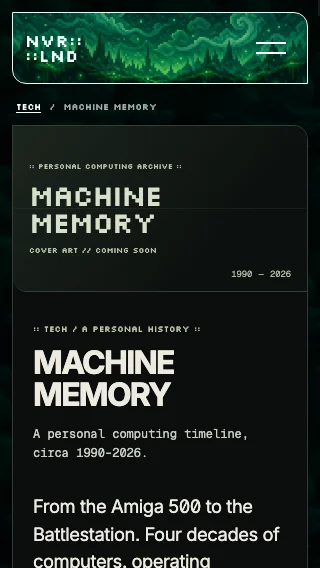 NVR::
::LND
TECH / MACHINE MEMORY
:: PERSONAL COMPUTING ARCHIVE ::
MACHINE
MEMORY
COVER ART // COMING SOON
1990 — 2026
:: TECH / A PERSONAL HISTORY ::
MACHINE
MEMORY
A personal computing timeline,
circa 1990–2026.
From the Amiga 500 to the
Battlestation. Four decades of
computers, operating